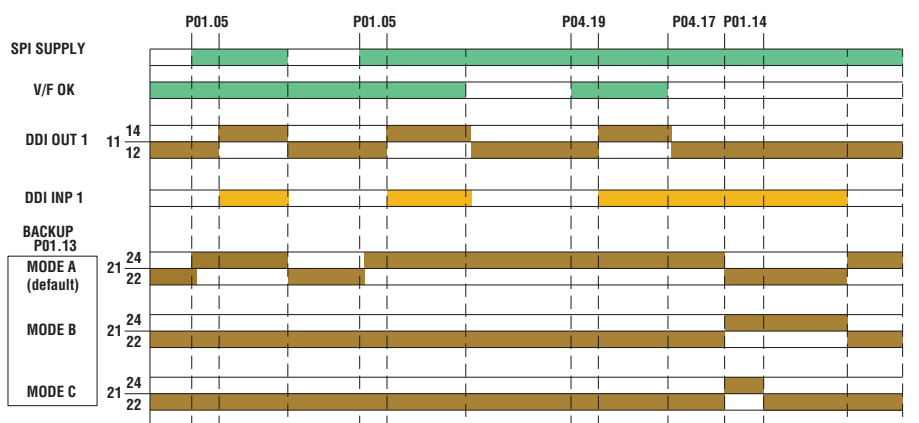 P01.05 P01.05 P04.19 P04.17 P01.14
SPI SUPPLY
V/F OK
DDI OUT 1 11 14
12
DDI INP 1
BACKUP
P01.13
MODE A
(default) 21 24
22
MODE B 21 24
22
MODE C 21 24
22